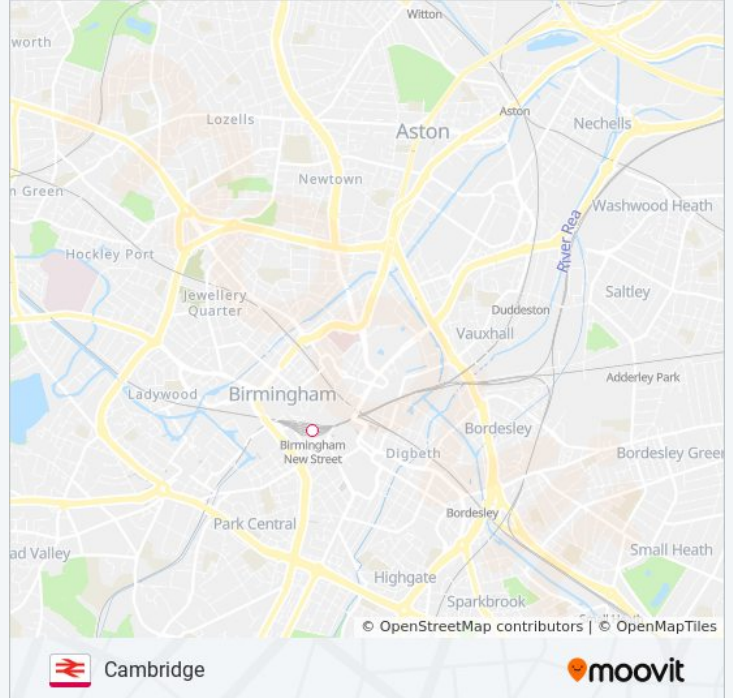 Witton
worth
Lozells
Aston
Aston
Nechells
Newtown
n Green
Washwood Heath
River Rea
Hockley Port
Saltley
Jewellery
Quarter
Duddeston
Vauxhall
Adderley Park
Ladywood
Birmingham
Birmingham
New Street
Bordesley
Digbeth
Bordesley Green
Bordesley
Park Central
ad Valley
Small Heath
Highgate
Sparkbrook
© OpenStreetMap contributors | © OpenMapTiles
Cambridge
moovit